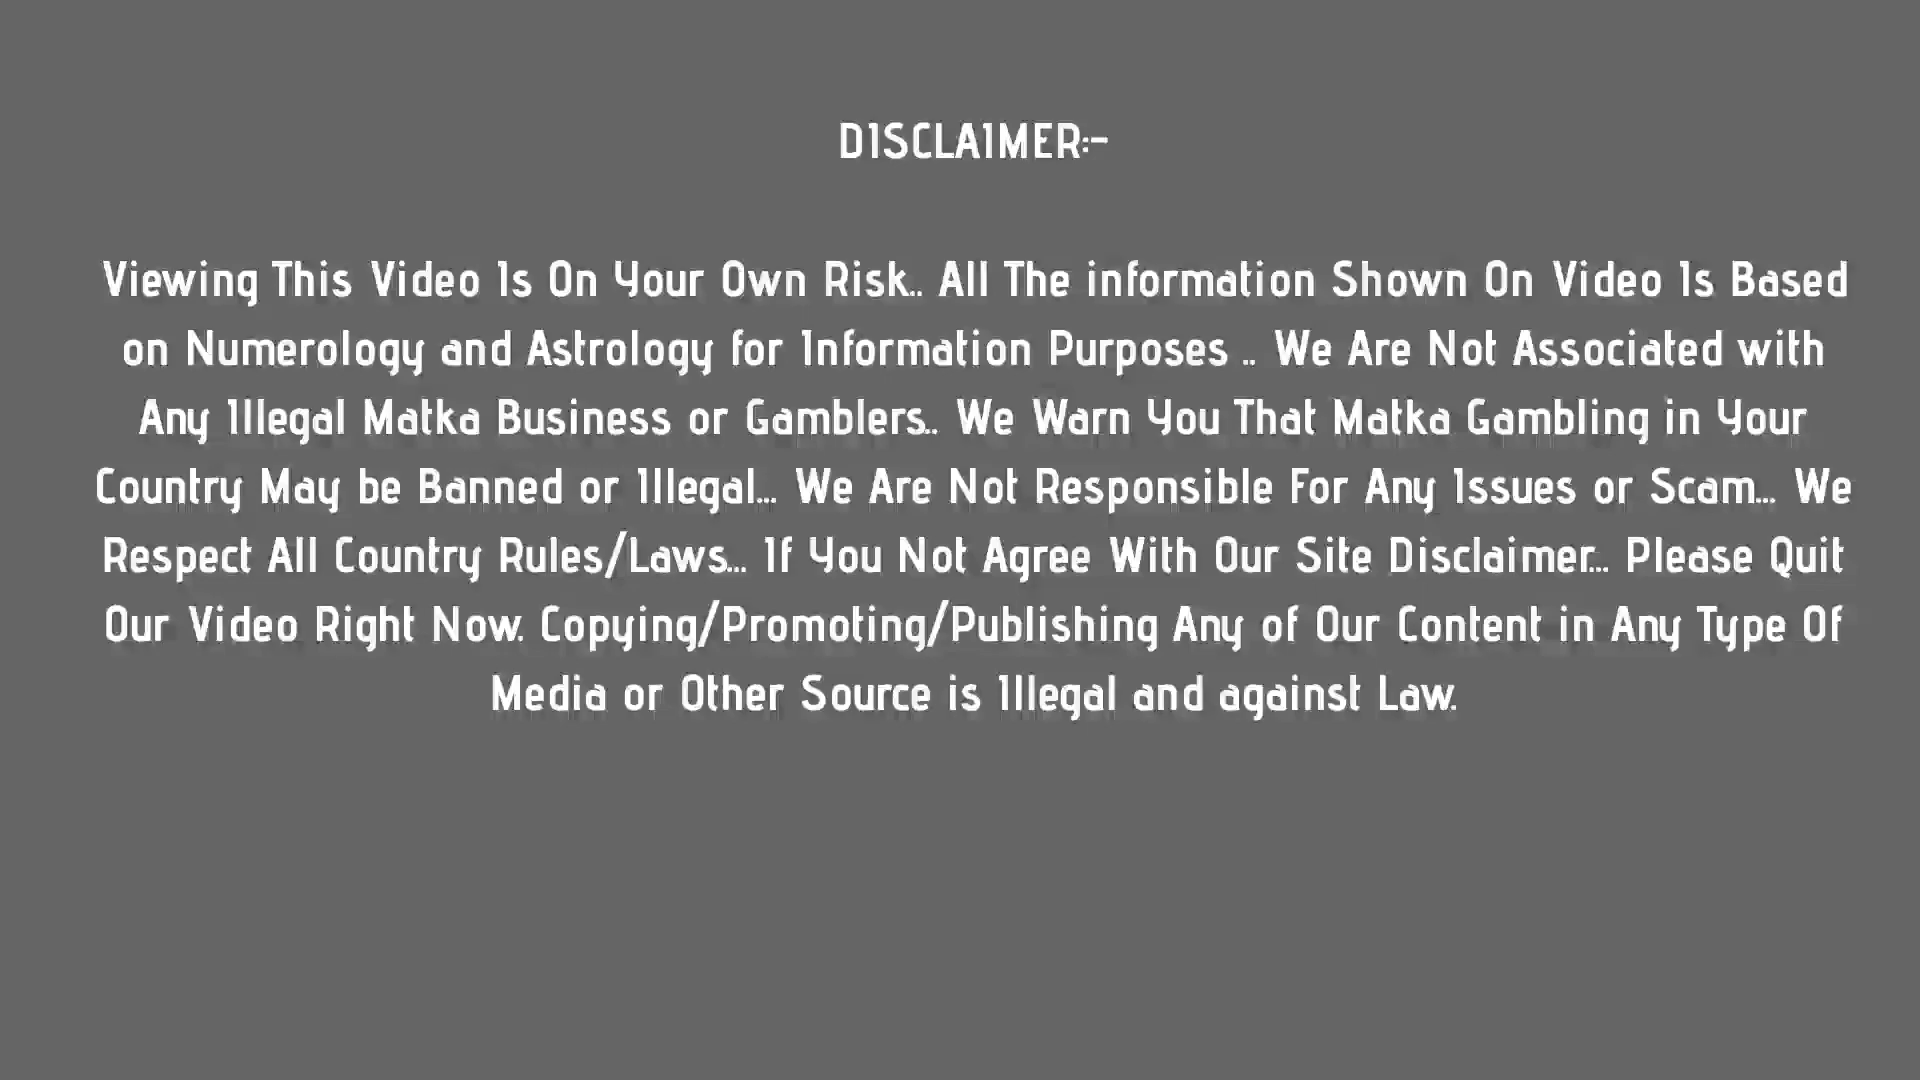 DISCLAIMER:-
Viewing This Video Is On Your Own Risk.. All The information Shown On Video Is Based
on Numerology and Astrology for Information Purposes .. We Are Not Associated with
Any Illegal Matka Business or Gamblers.. We Warn You That Matka Gambling in Your
Country May be Banned or Illegal... We Are Not Responsible For Any Issues or Scam... We
Respect All Country Rules/Laws... If You Not Agree With Our Site Disclaimer... Please Quit
Our Video Right Now. Copying/Promoting/Publishing Any of Our Content in Any Type Of
Media or Other Source is Illegal and against Law.